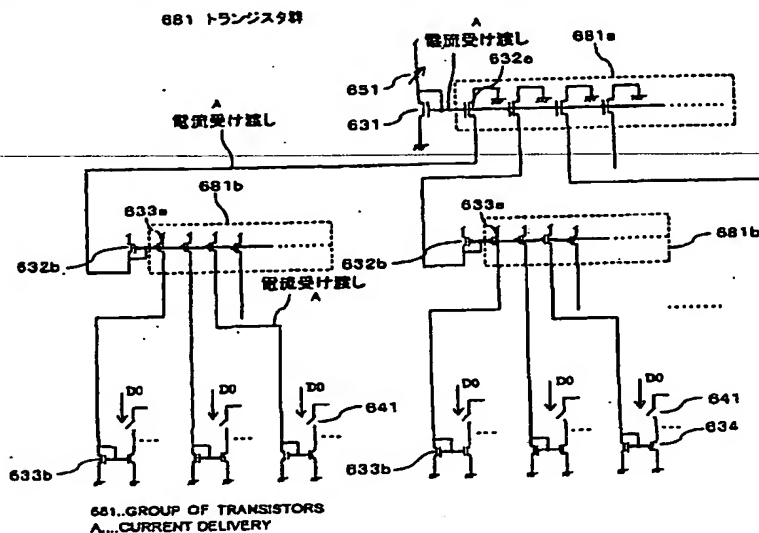 681 トランジスタ群
A
電流受け渡し
681a
632a
651
631
A
電流受け渡し
681b
633a
632b
電流受け渡し
A
633a
681b
632b
D0
D0
D0
641
D0
D0
D0
641
634
633b
633b
681..GROUP OF TRANSISTORS
A....CURRENT DELIVERY